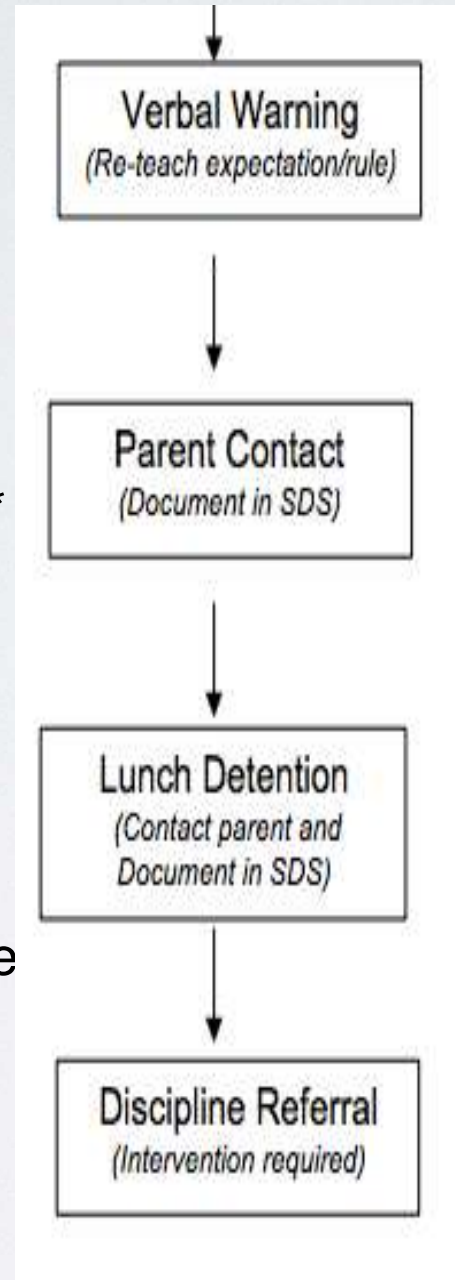 Verbal Warning
(Re-teach expectation/rule)
Parent Contact
(Document in SDS)
*
Lunch Detention
(Contact parent and
Document in SDS)
e
Discipline Referral
(Intervention required)